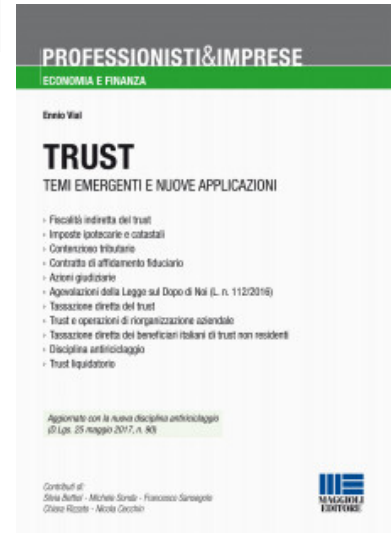 PROFESSIONISTI&IMPRESE
ECONOMIA E FINANZA
Ennio Vial
TRUST
TEMI EMERGENTI E NUOVE APPLICAZIONI
› Fiscalità indiretta del trust
› Imposte ipotecarie e catastali
› Contenzioso tributario
› Contratto di affidamento fiduciario
› Azioni giudiziarie
› Agevolazioni della Legge sul Dopo di Noi (L. n. 112/2016)
› Tassazione diretta del trust
› Trust e operazioni di riorganizzazione aziendale
› Tassazione diretta dei beneficiari italiani di trust non residenti
› Disciplina antiriciclaggio
› Trust liquidatorio
Aggiornato con la nuova disciplina antiriciclaggio
(D.Lgs. 25 maggio 2017, n. 90)
Contributi di:
Silvia Bettiol - Michele Sonda - Francesco Sansegolo
Chiara Rizzato - Nicola Cecchin
MAGGIOLI
EDITORE